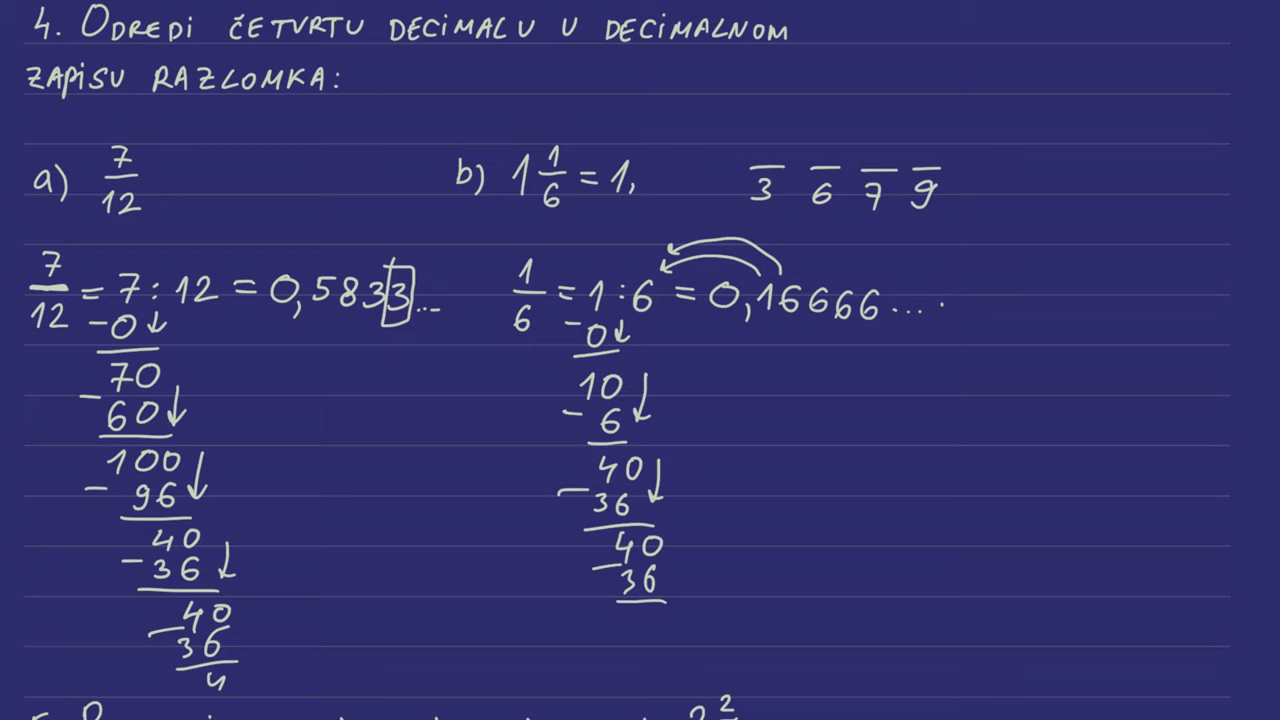 4. ODREDI ČETVRTU DECIMALU U DECIMALNOM
ZAPISU RAZLOMKA:
a) 7/12
b) 1 1/6 = 1,
3 6 7 9
7/12 = 7 : 12 = 0,5833...
-0
70
-60
100
-96
40
-36
40
-36
4
1/6 = 1 : 6 = 0,16666...
-0
10
-6
40
-36
40
-36